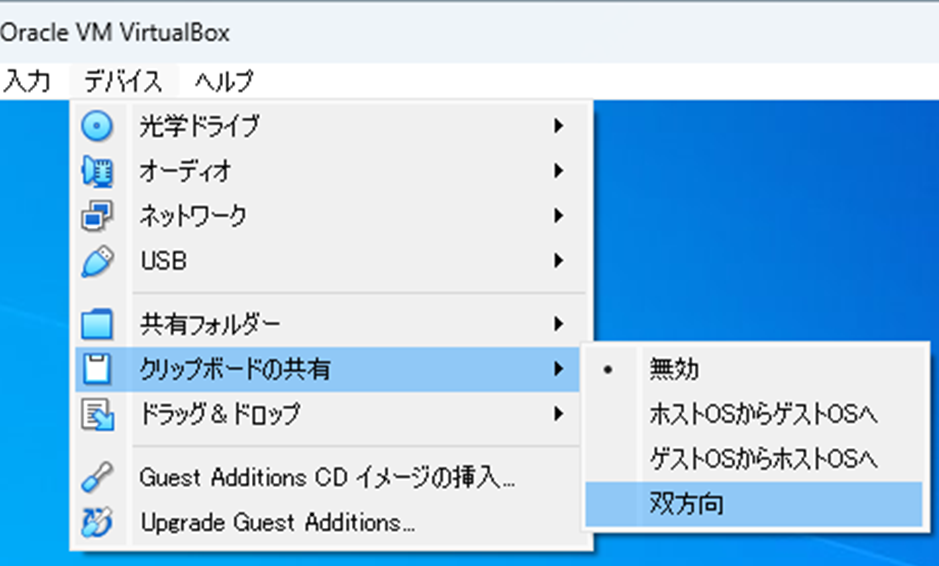 Oracle VM VirtualBox
入力 デバイス ヘルプ
光学ドライブ
オーディオ
ネットワーク
USB
共有フォルダー
クリップボードの共有
ドラッグ＆ドロップ
Guest Additions CD イメージの挿入...
Upgrade Guest Additions...
無効
ホストOSからゲストOSへ
ゲストOSからホストOSへ
双方向